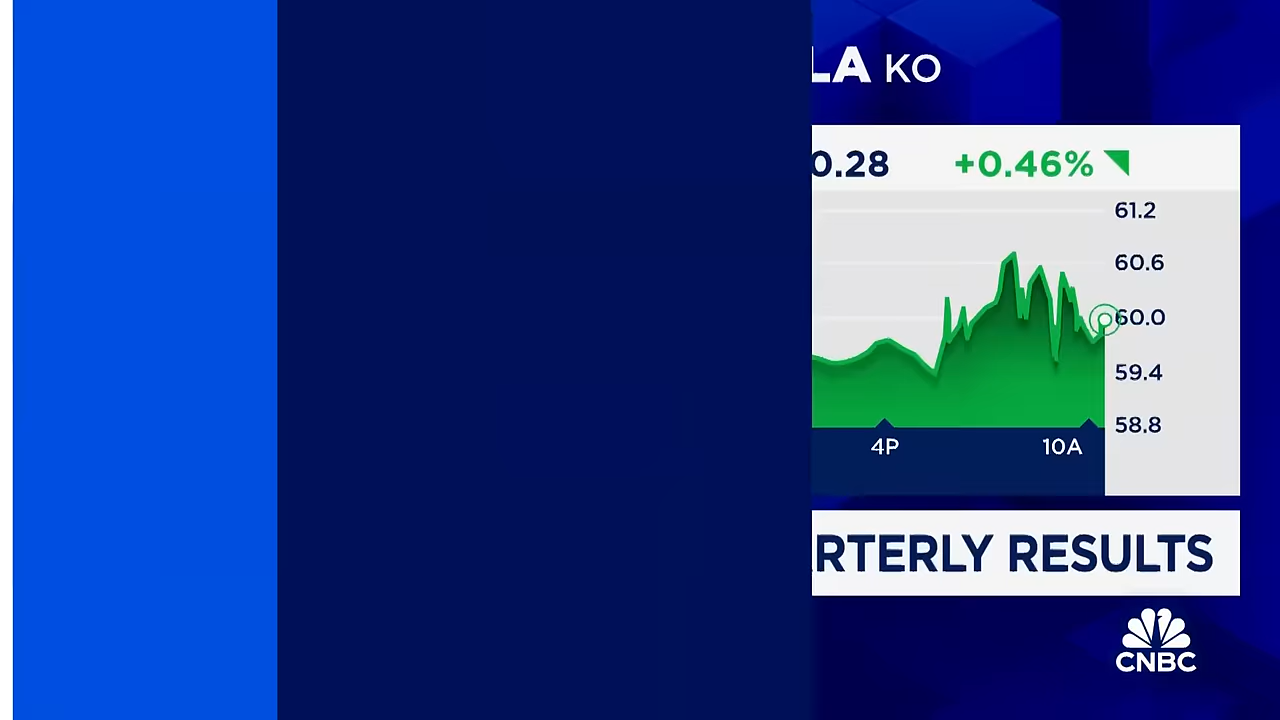 LA KO
0.28 +0.46%
61.2
60.6
60.0
59.4
58.8
4P 10A
RTERLY RESULTS
CNBC